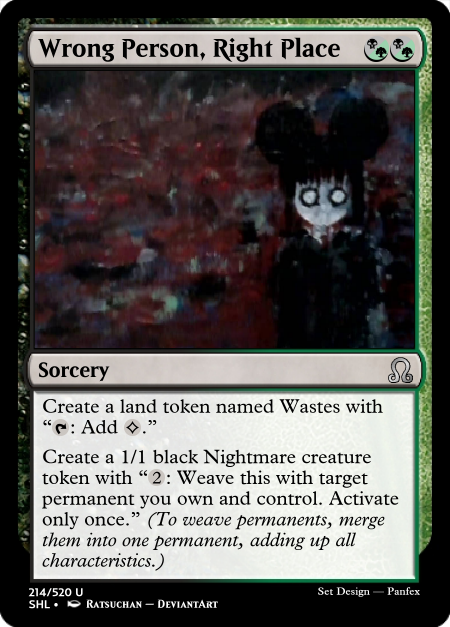 Wrong Person, Right Place
Sorcery
Create a land token named Wastes with
“: Add .”
Create a 1/1 black Nightmare creature
token with “2: Weave this with target
permanent you own and control. Activate
only once.” (To weave permanents, merge
them into one permanent, adding up all
characteristics.)
214/520 U
Set Design — Panfex
SHL • Ratsuchan — DeviantArt